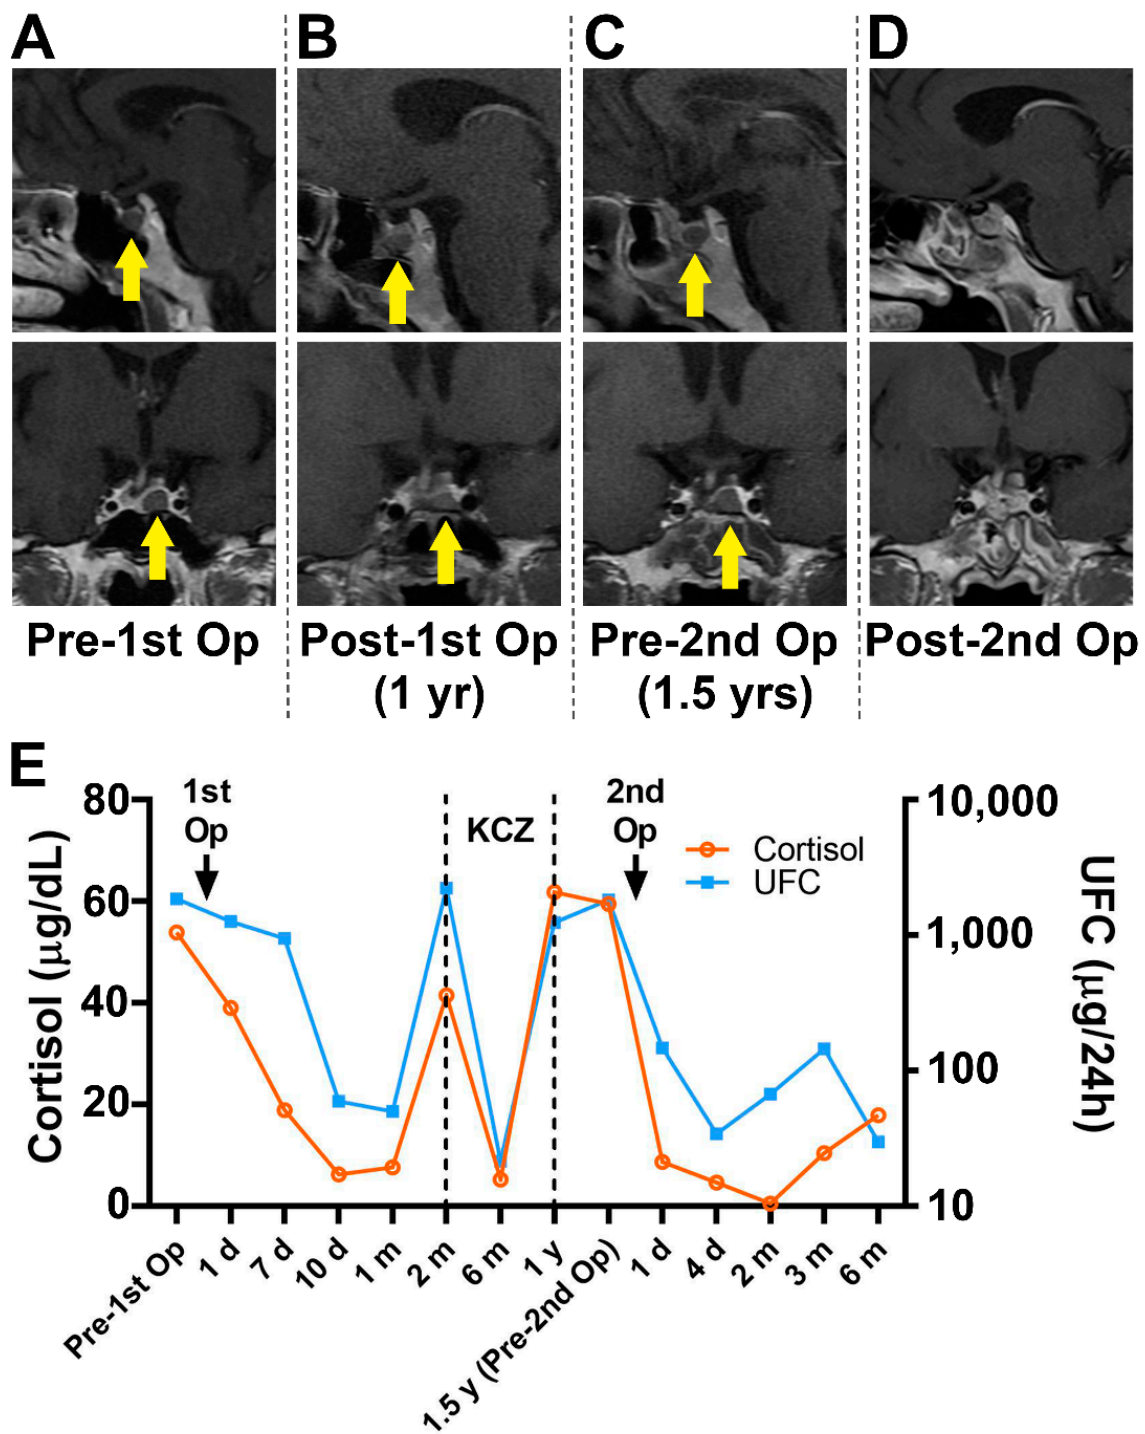 A
B
C
D
Pre-1st Op
Post-1st Op
(1 yr)
Pre-2nd Op
(1.5 yrs)
Post-2nd Op
E
1st
Op
KCZ
2nd
Op
Cortisol
UFC
Cortisol (µg/dL)
80
60
40
20
0
10,000
1,000
100
10
UFC (µg/24h)
Pre-1st Op
1 d
7 d
10 d
1 m
2 m
6 m
1 y
1.5 y (Pre-2nd Op)
1 d
4 d
2 m
3 m
6 m